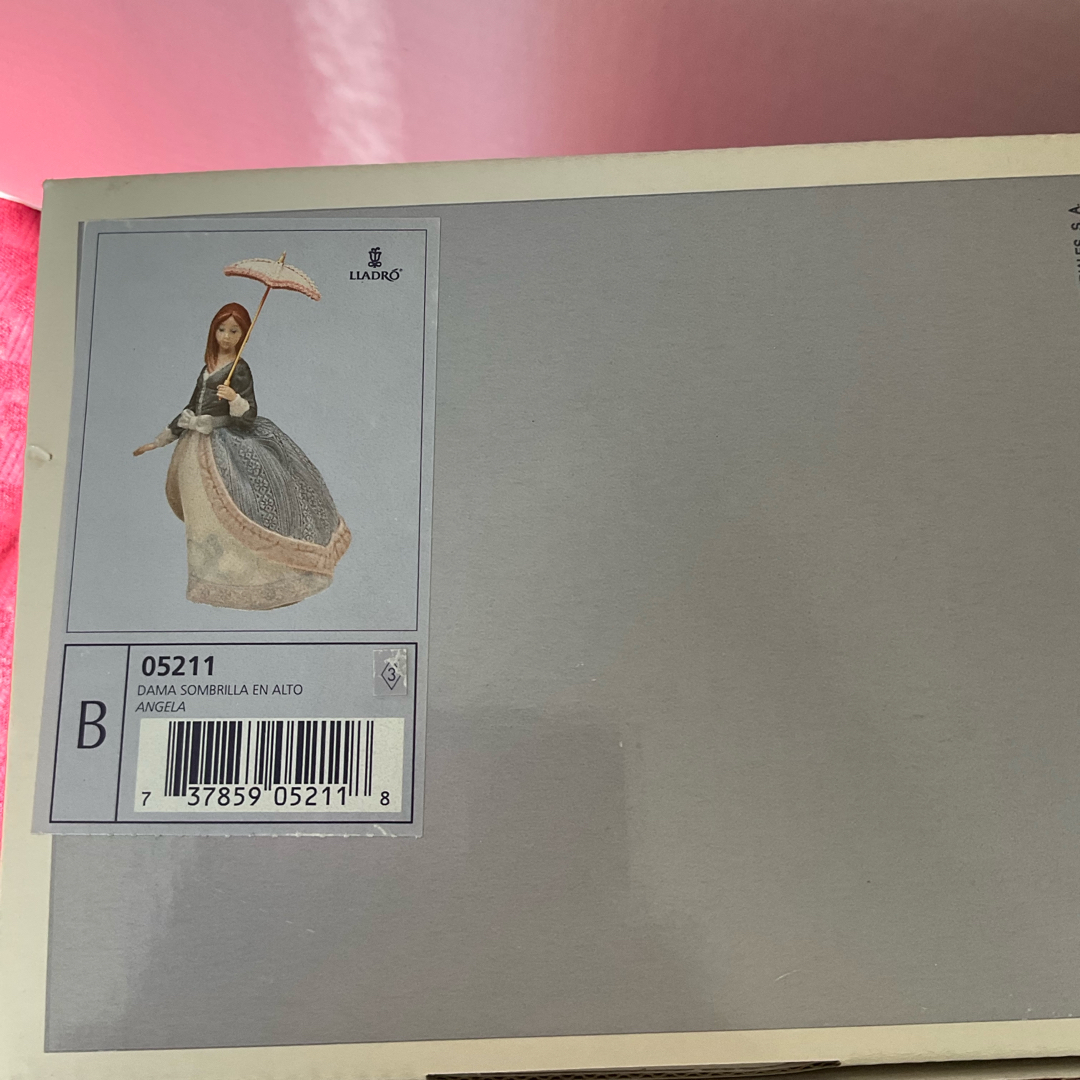 LLADRÓ
05211
3
DAMA SOMBRILLA EN ALTO
ANGELA
B
7 37859 05211 8
S.A.